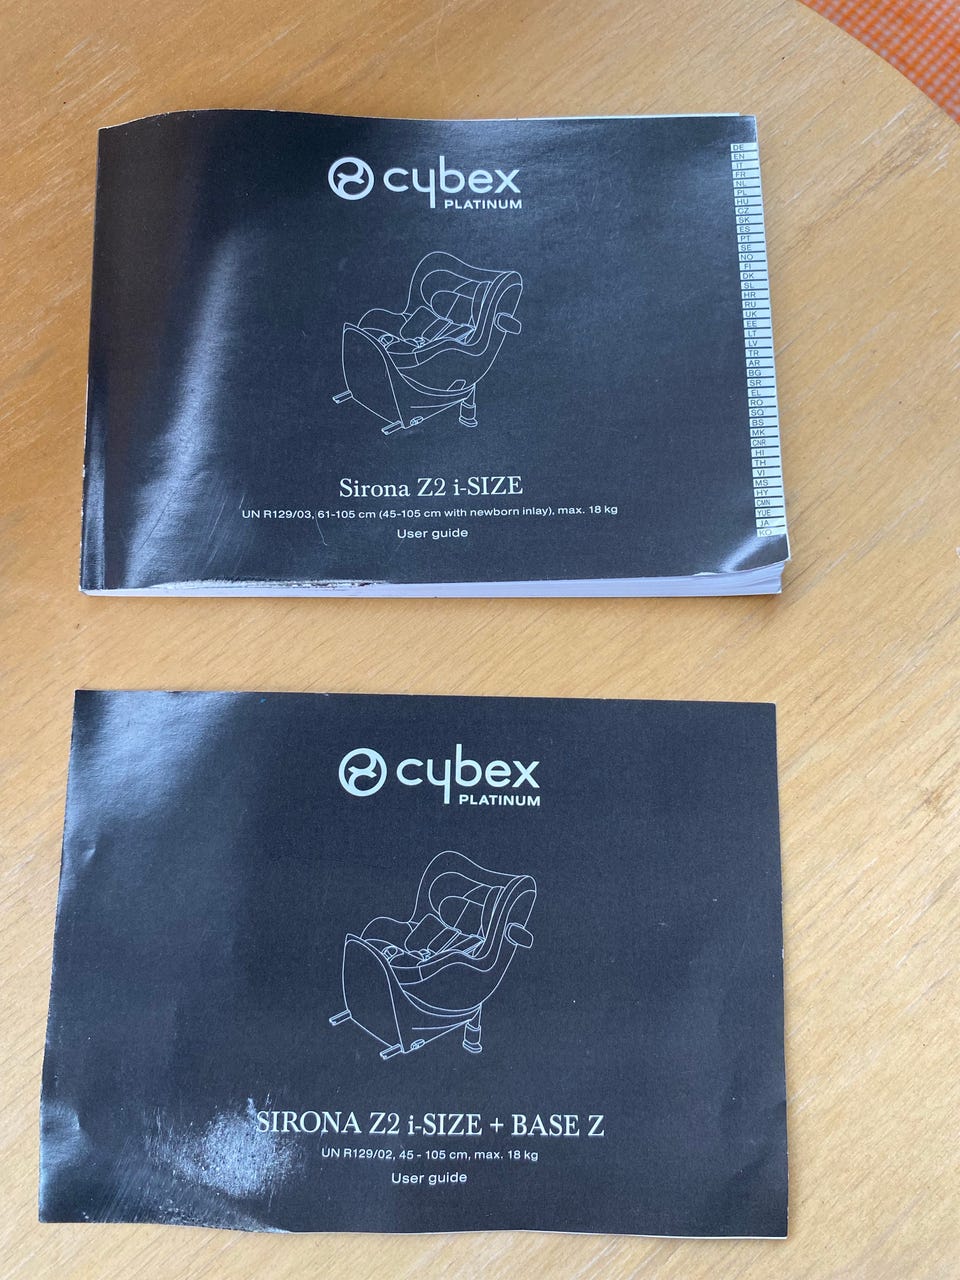 cybex
PLATINUM
Sirona Z2 i-SIZE
UN R129/03, 61-105 cm (45-105 cm with newborn inlay), max. 18 kg
User guide
DE
EN
IT
FR
NL
PL
HU
CZ
SK
ES
PT
SE
NO
FI
DK
SL
HR
RU
UK
EE
LT
LV
TR
AR
BG
SR
EL
RO
SQ
BS
MK
CNR
HI
TH
VI
MS
HY
CMN
YUE
JA
KO
cybex
PLATINUM
SIRONA Z2 i-SIZE + BASE Z
UN R129/02, 45 - 105 cm, max. 18 kg
User guide